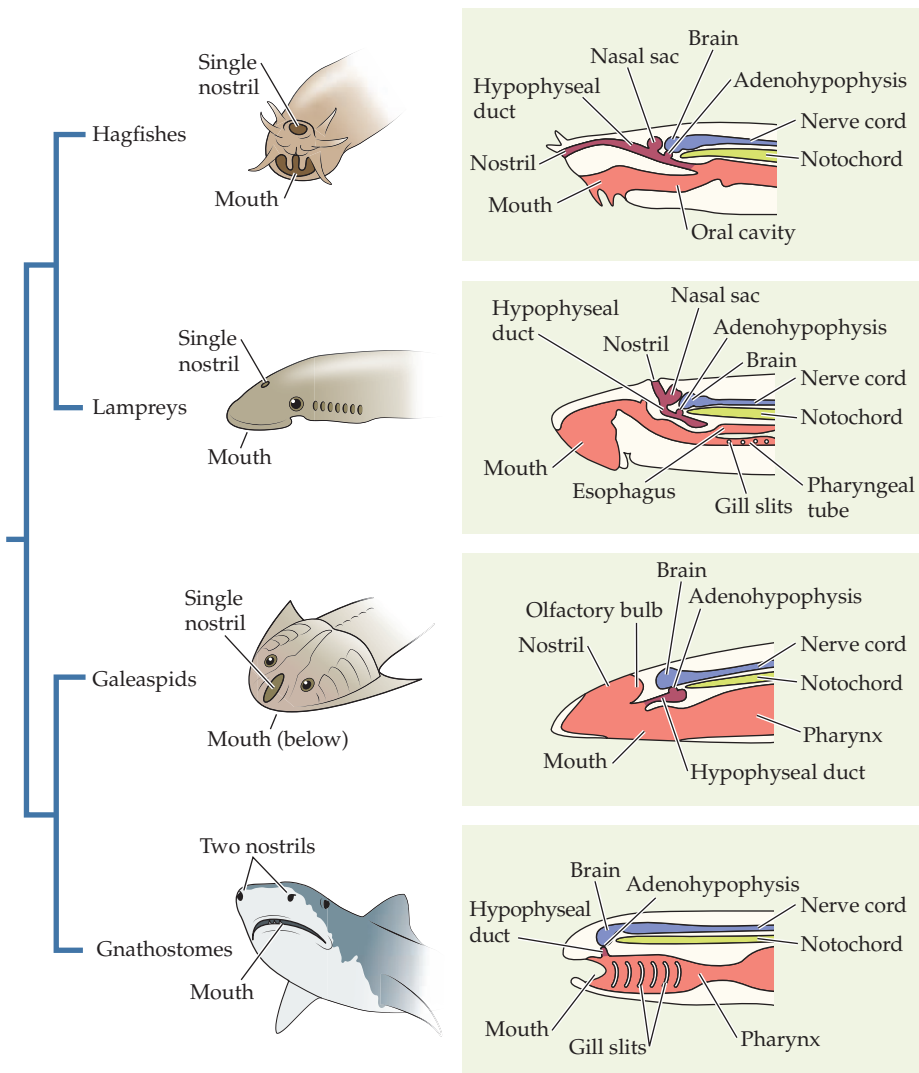 Hagfishes
Single
nostril
Mouth
Brain
Nasal sac
Hypophyseal
duct
Adenohypophysis
Nerve cord
Nostril
Notochord
Mouth
Oral cavity
Lampreys
Single
nostril
Mouth
Nasal sac
Hypophyseal
duct
Adenohypophysis
Nostril
Brain
Nerve cord
Notochord
Mouth
Esophagus
Gill slits
Pharyngeal
tube
Galeaspids
Single
nostril
Mouth (below)
Brain
Adenohypophysis
Olfactory bulb
Nostril
Nerve cord
Notochord
Pharynx
Mouth
Hypophyseal duct
Gnathostomes
Two nostrils
Mouth
Brain
Adenohypophysis
Hypophyseal
duct
Nerve cord
Notochord
Mouth
Gill slits
Pharynx